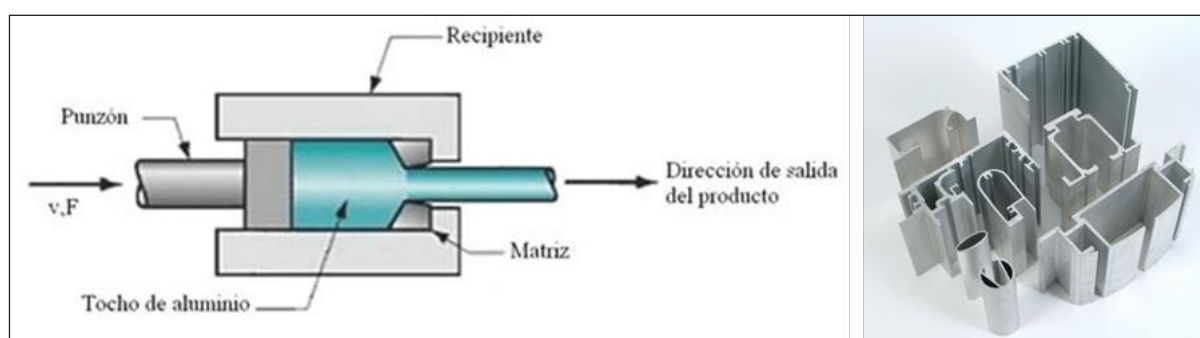 Recipiente
Punzón
v,F
Dirección de salida
del producto
Matriz
Tocho de aluminio